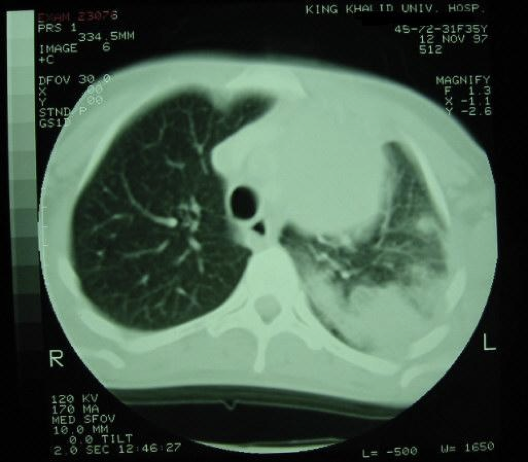 EXAM 23076
PRS 1
334.5MM
IMAGE 6
+C
DFOV 30.0
X .00
Y .00
STND/P
GS1D
KING KHALID UNIV. HOSP.
45-72-31F35Y
12 NOV 97
512
MAGNIFY
F 1.3
X -1.1
Y -2.6
R
L
120 KV
170 MA
MED SFOV
10.0 MM
0.0 TILT
2.0 SEC 12:46:27
L= -500 W= 1650